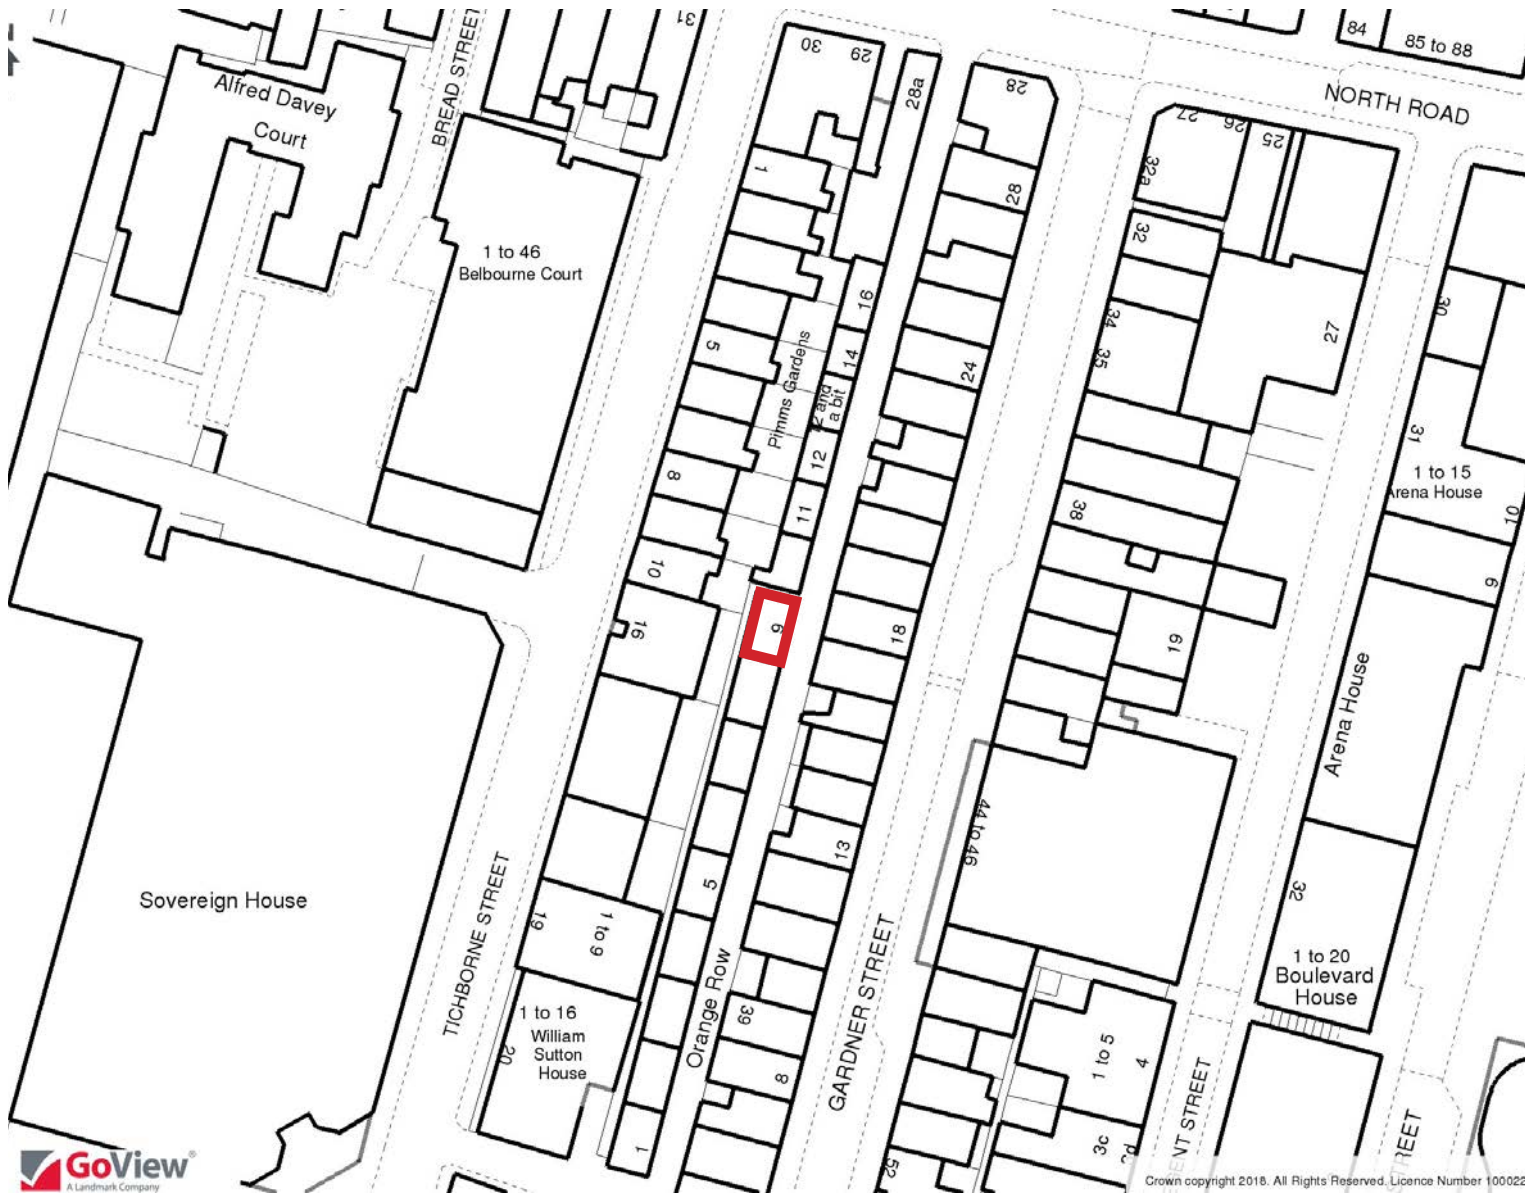 31
30
29
28a
28
84
85 to 88
NORTH ROAD
BREAD STREET
Alfred Davey
Court
27
26
25
32a
1
28
32
1 to 46
Belbourne Court
16
30
34
27
35
5
14
24
Pimms Gardens
and
a bit
31
12
8
1 to 15
Arena House
11
38
10
10
9
16
18
19
Arena House
44 to 46
13
5
Sovereign House
32
19
1 to 9
TICHBORNE STREET
GARDNER STREET
1 to 20
Boulevard
House
Orange Row
39
1 to 16
William
Sutton
House
20
1 to 5
4
8
STREET
STREET
3c
1
52
GoView
A Landmark Company
Crown copyright 2018. All Rights Reserved. Licence Number 100022